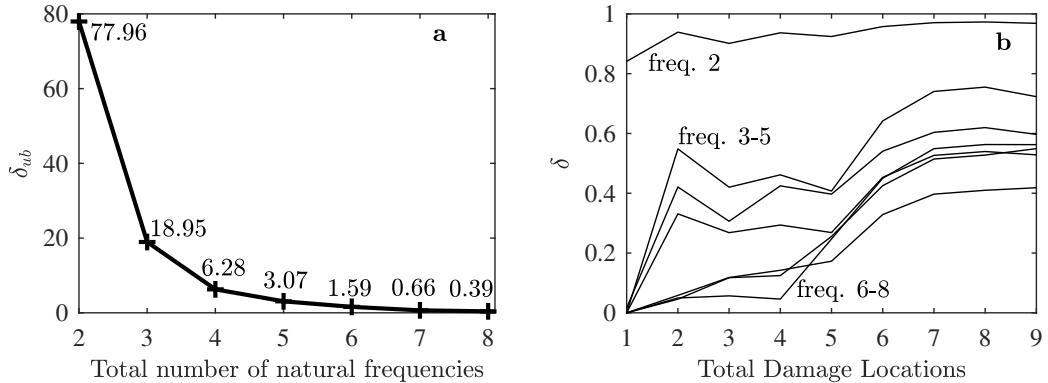 80
60
40
20
0
δub
77.96
18.95
6.28
3.07
1.59
0.66
0.39
a
2 3 4 5 6 7 8
Total number of natural frequencies
1
0.8
0.6
0.4
0.2
0
δ
b
freq. 2
freq. 3-5
freq. 6-8
1 2 3 4 5 6 7 8 9
Total Damage Locations